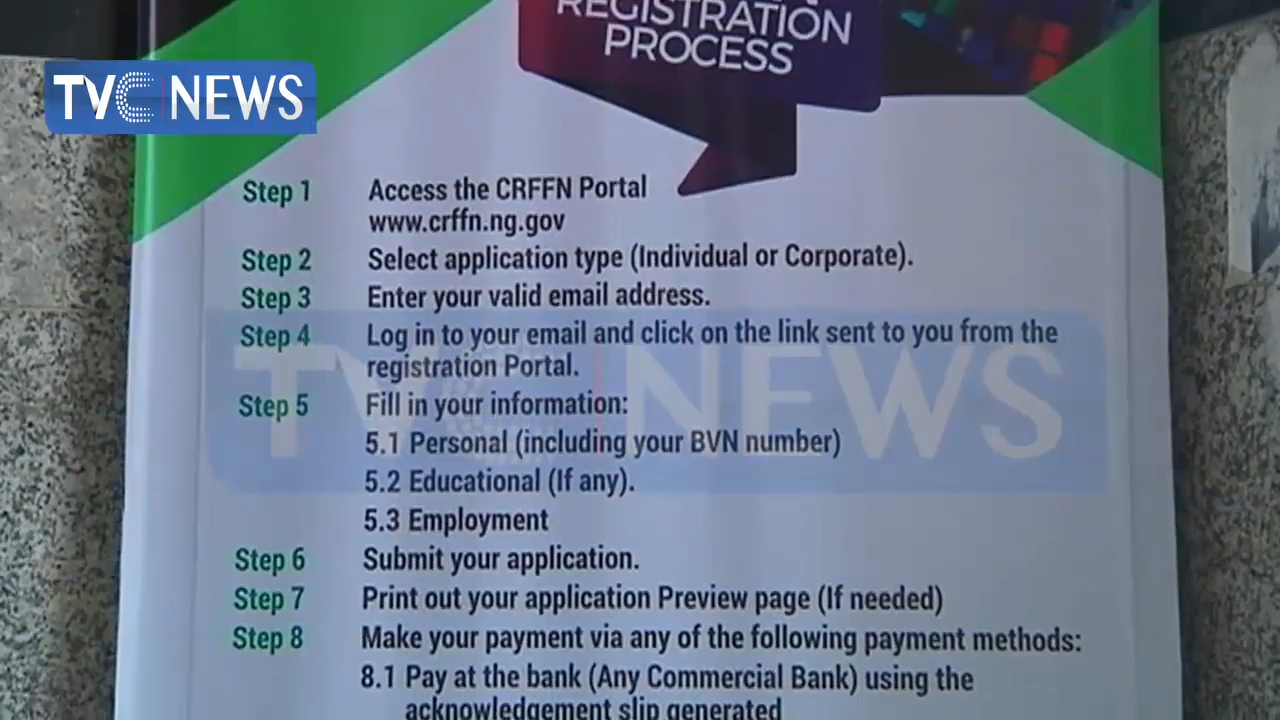 REGISTRATION
PROCESS
TVC NEWS
Step 1 Access the CRFFN Portal
www.crffn.ng.gov
Step 2 Select application type (Individual or Corporate).
Step 3 Enter your valid email address.
Step 4 Log in to your email and click on the link sent to you from the
registration Portal.
Step 5 Fill in your information:
5.1 Personal (including your BVN number)
5.2 Educational (If any).
5.3 Employment
Step 6 Submit your application.
Step 7 Print out your application Preview page (If needed)
Step 8 Make your payment via any of the following payment methods:
8.1 Pay at the bank (Any Commercial Bank) using the
acknowledgement slip generated
TVC NEWS